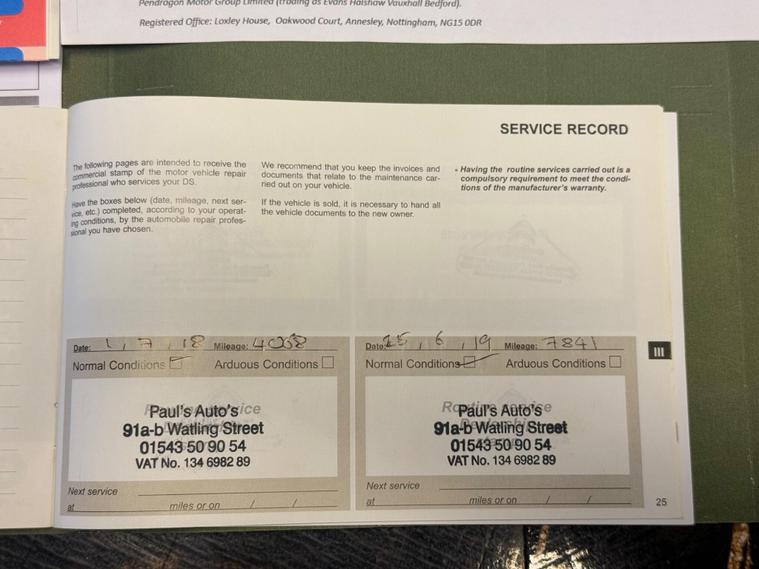 Pendragon Motor Group Limited (trading as Evans Halshaw Vauxhall Bedford).
Registered Office: Loxley House, Oakwood Court, Annesley, Nottingham, NG15 0DR
SERVICE RECORD
The following pages are intended to receive the
commercial stamp of the motor vehicle repair
professional who services your DS.
Have the boxes below (date, mileage, next ser-
vice, etc.) completed, according to your operat-
ing conditions, by the automobile repair profes-
sional you have chosen.
We recommend that you keep the invoices and
documents that relate to the maintenance car-
ried out on your vehicle.
If the vehicle is sold, it is necessary to hand all
the vehicle documents to the new owner.
- Having the routine services carried out is a
compulsory requirement to meet the condi-
tions of the manufacturer's warranty.
Date: 1, 7, 18 Mileage: 4008
Normal Conditions Arduous Conditions
Paul's Auto's
91a-b Watling Street
01543 50 90 54
VAT No. 134 6982 89
Next service
at miles or on / /
Date: 25, 6, 19 Mileage: 7841
Normal Conditions Arduous Conditions
Routine service
Paul's Auto's
91a-b Watling Street
01543 50 90 54
VAT No. 134 6982 89
Next service
at miles or on / /
III
25